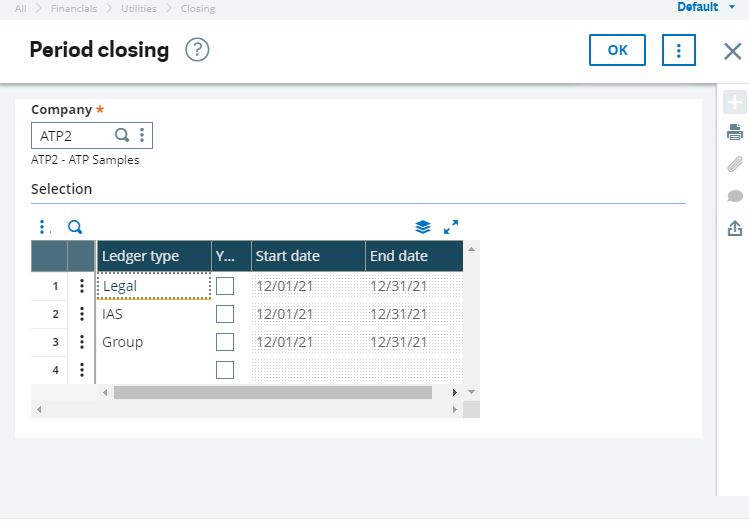 All Financials Utilities Closing
Default
Period closing ?
OK
Company *
ATP2
ATP2 - ATP Samples
Selection
Ledger type Y... Start date End date
1 Legal 12/01/21 12/31/21
2 IAS 12/01/21 12/31/21
3 Group 12/01/21 12/31/21
4